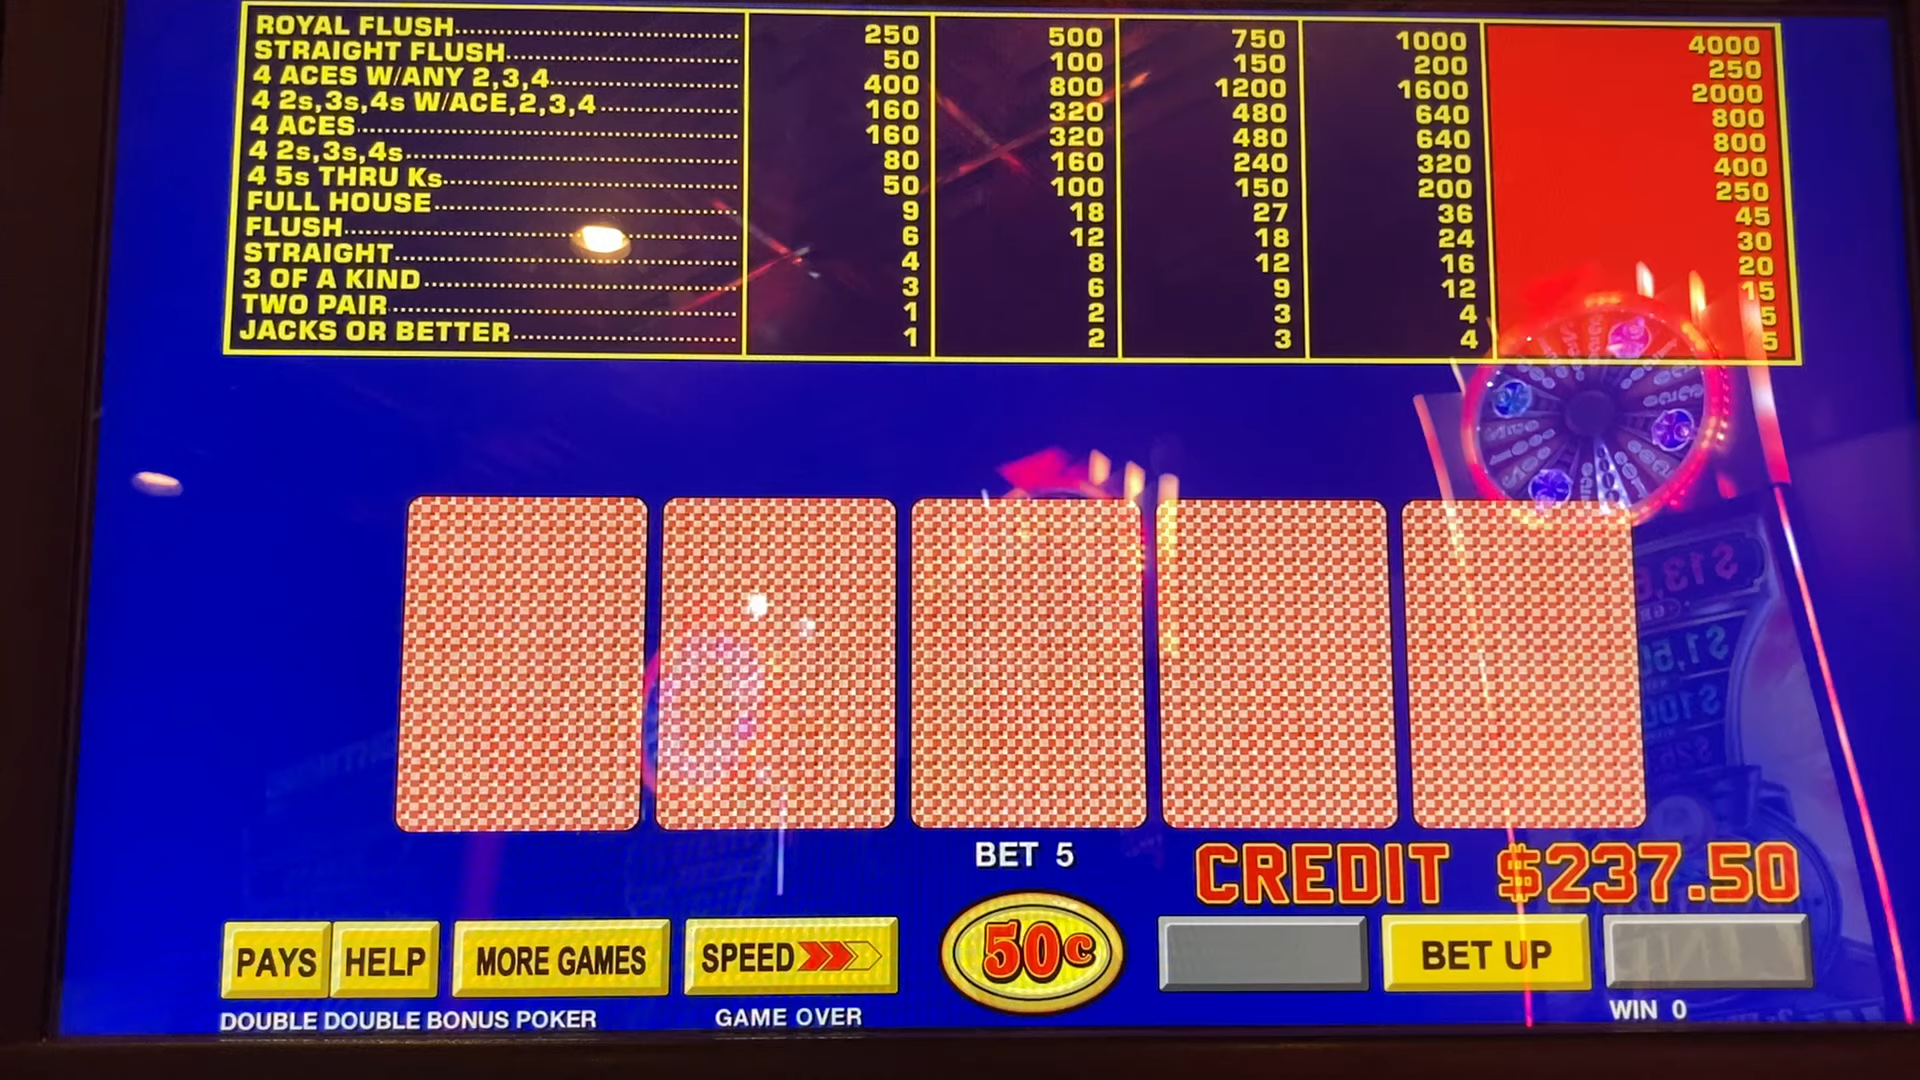 ROYAL FLUSH 250 500 750 1000 4000
STRAIGHT FLUSH 50 100 150 200 250
4 ACES W/ANY 2,3,4 400 800 1200 1600 2000
4 2s,3s,4s W/ACE,2,3,4 160 320 480 640 800
4 ACES 160 320 480 640 800
4 2s,3s,4s 80 160 240 320 400
4 5s THRU Ks 50 100 150 200 250
FULL HOUSE 9 18 27 36 45
FLUSH 6 12 18 24 30
STRAIGHT 4 8 12 16 20
3 OF A KIND 3 6 9 12 15
TWO PAIR 1 2 3 4 5
JACKS OR BETTER 1 2 3 4 5
BET 5
CREDIT $237.50
PAYS HELP MORE GAMES SPEED 50¢ BET UP
DOUBLE DOUBLE BONUS POKER GAME OVER WIN 0